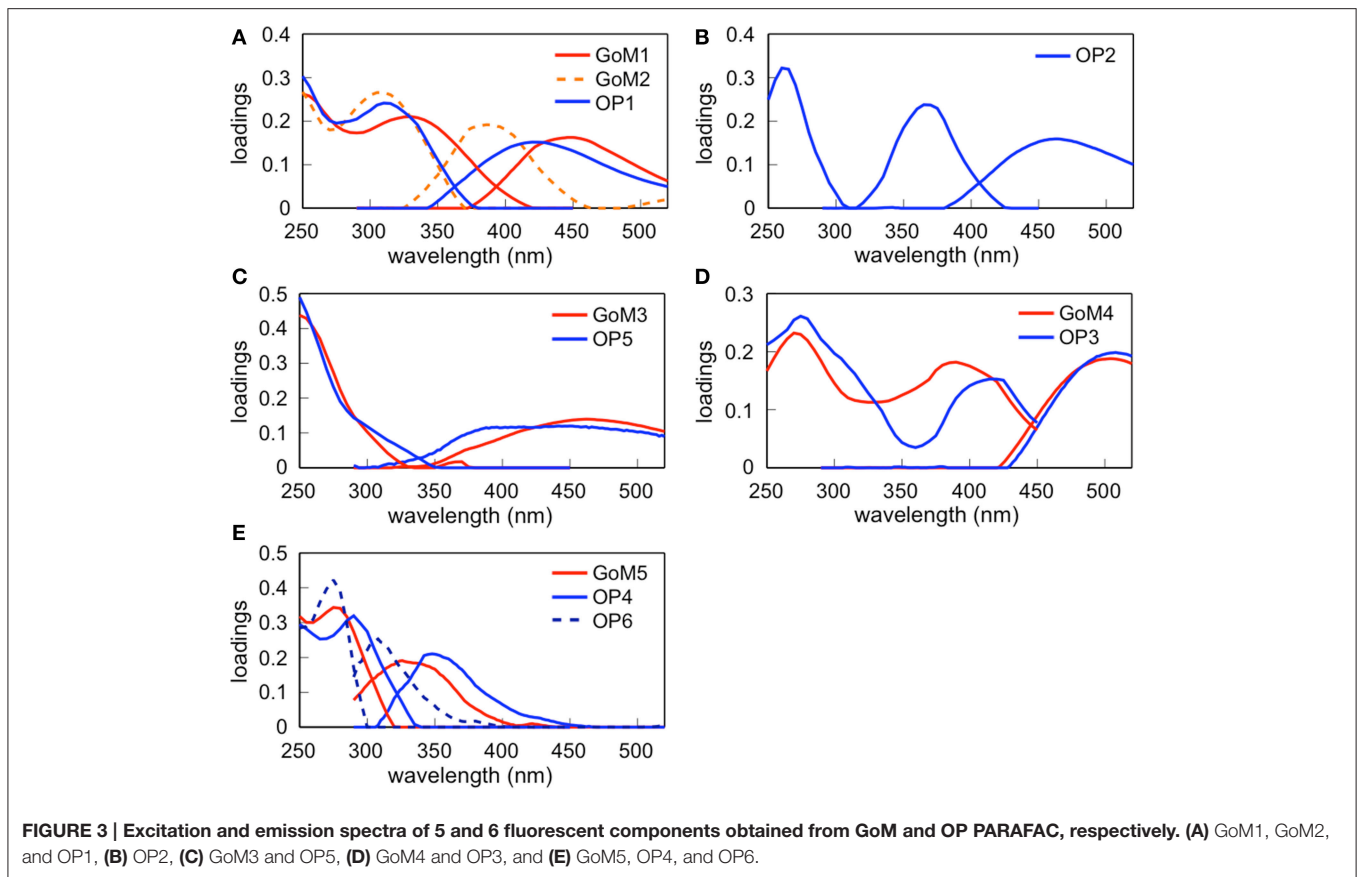 A
0.4
0.3
0.2
0.1
0
loadings
GoM1
GoM2
OP1
250 300 350 400 450 500
wavelength (nm)
B
0.4
0.3
0.2
0.1
0
loadings
OP2
250 300 350 400 450 500
wavelength (nm)
C
0.5
0.4
0.3
0.2
0.1
0
loadings
GoM3
OP5
250 300 350 400 450 500
wavelength (nm)
D
0.3
0.2
0.1
0
loadings
GoM4
OP3
250 300 350 400 450 500
wavelength (nm)
E
0.5
0.4
0.3
0.2
0.1
0
loadings
GoM5
OP4
OP6
250 300 350 400 450 500
wavelength (nm)
FIGURE 3 | Excitation and emission spectra of 5 and 6 fluorescent components obtained from GoM and OP PARAFAC, respectively. (A) GoM1, GoM2,
and OP1, (B) OP2, (C) GoM3 and OP5, (D) GoM4 and OP3, and (E) GoM5, OP4, and OP6.